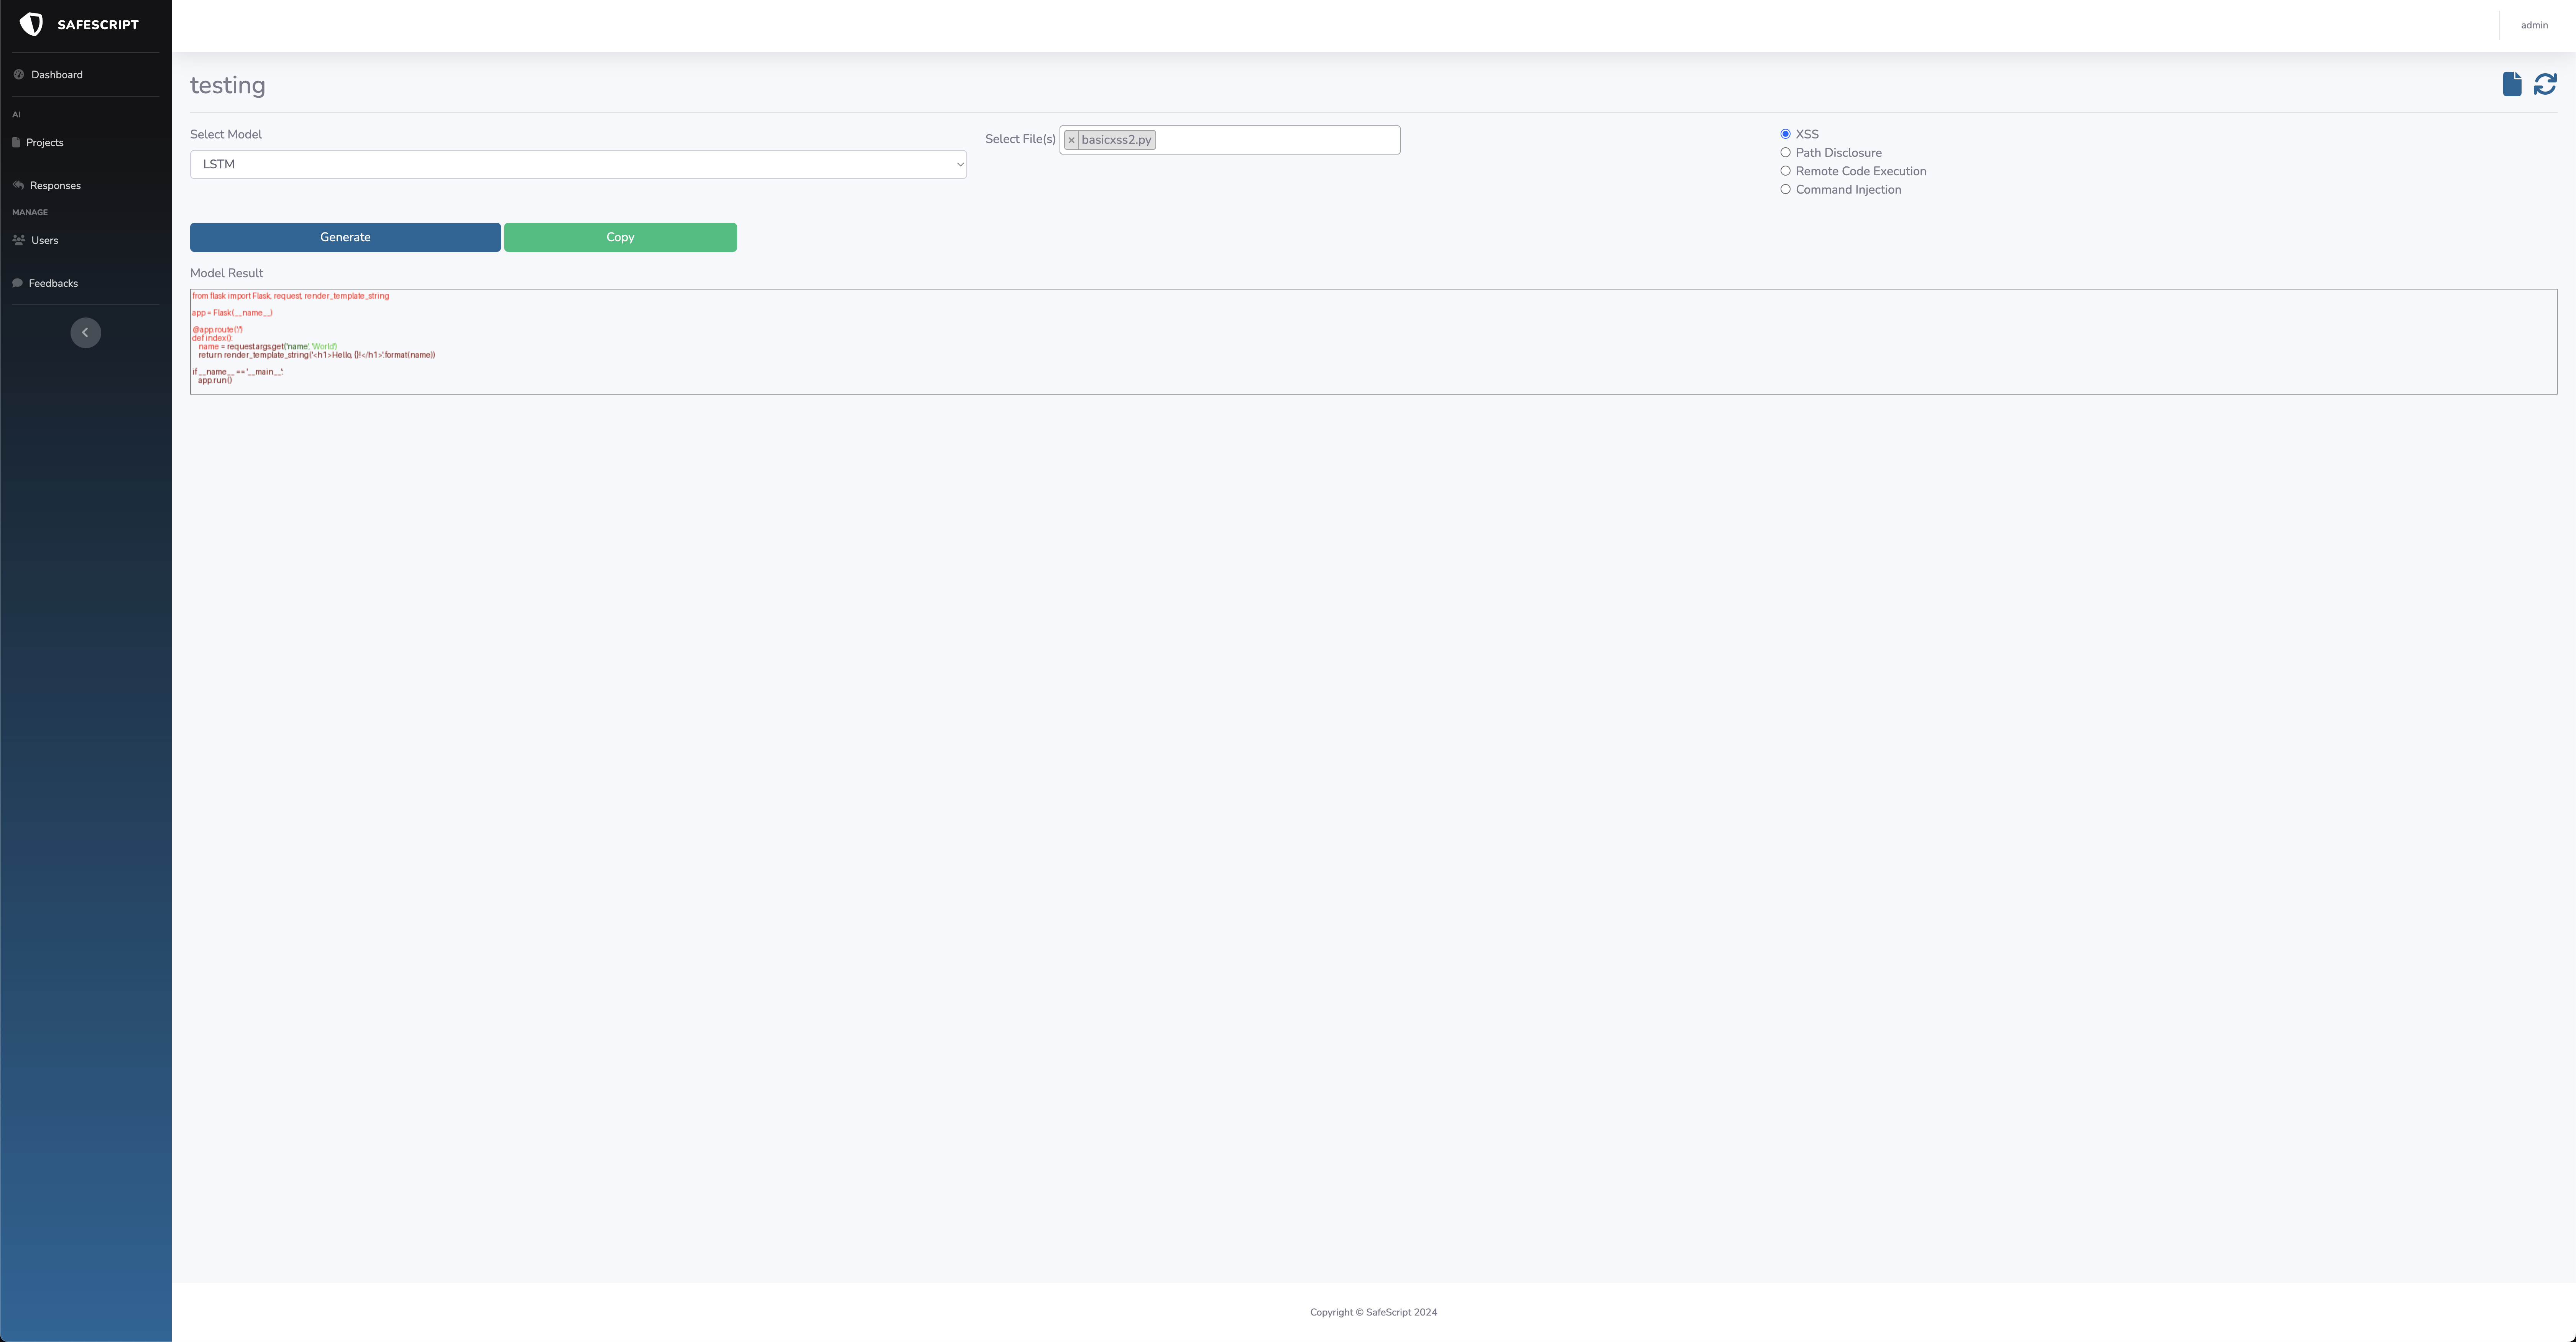 SAFESCRIPT
admin
Dashboard
AI
Projects
Responses
MANAGE
Users
Feedbacks
testing
Select Model
LSTM
Select File(s)
× basicxss2.py
XSS
Path Disclosure
Remote Code Execution
Command Injection
Generate
Copy
Model Result
from flask import Flask, request, render_template_string
app = Flask(__name__)
@app.route('/')
def index():
name = request.args.get('name', 'World')
return render_template_string('<h1>Hello, {}!</h1>'.format(name))
if __name__ == '__main__':
app.run()
Copyright © SafeScript 2024